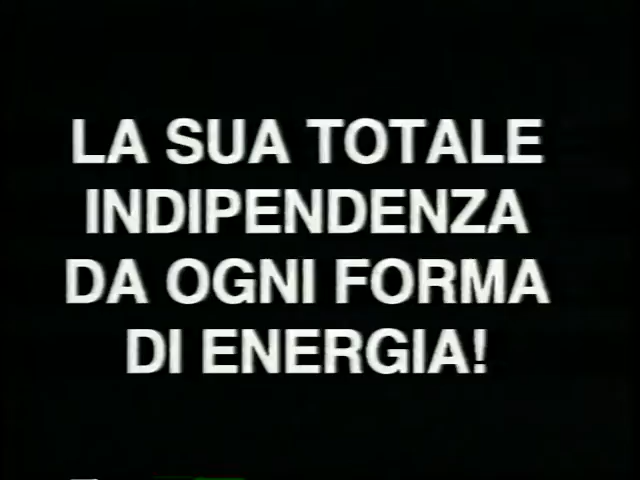 LA SUA TOTALE
INDIPENDENZA
DA OGNI FORMA
DI ENERGIA!